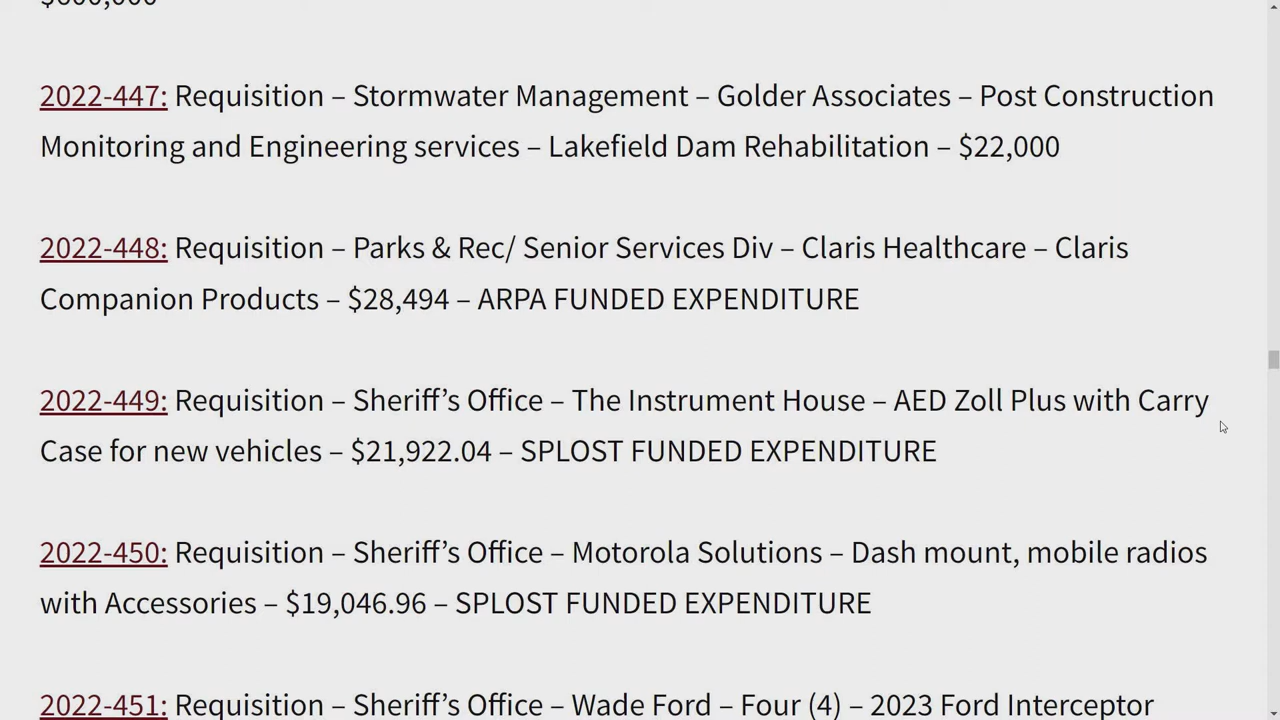 $600,000
2022-447: Requisition – Stormwater Management – Golder Associates – Post Construction
Monitoring and Engineering services – Lakefield Dam Rehabilitation – $22,000
2022-448: Requisition – Parks & Rec/ Senior Services Div – Claris Healthcare – Claris
Companion Products – $28,494 – ARPA FUNDED EXPENDITURE
2022-449: Requisition – Sheriff’s Office – The Instrument House – AED Zoll Plus with Carry
Case for new vehicles – $21,922.04 – SPLOST FUNDED EXPENDITURE
2022-450: Requisition – Sheriff’s Office – Motorola Solutions – Dash mount, mobile radios
with Accessories – $19,046.96 – SPLOST FUNDED EXPENDITURE
2022-451: Requisition – Sheriff’s Office – Wade Ford – Four (4) – 2023 Ford Interceptor